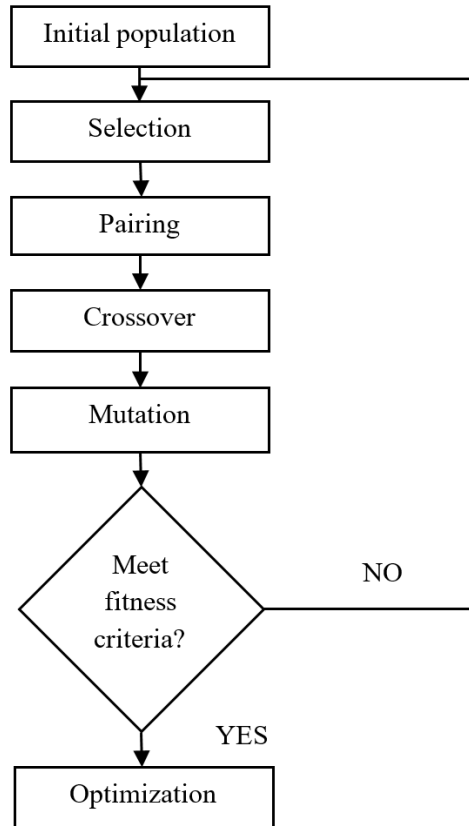 Initial population
Selection
Pairing
Crossover
Mutation
Meet
fitness
criteria?
NO
YES
Optimization